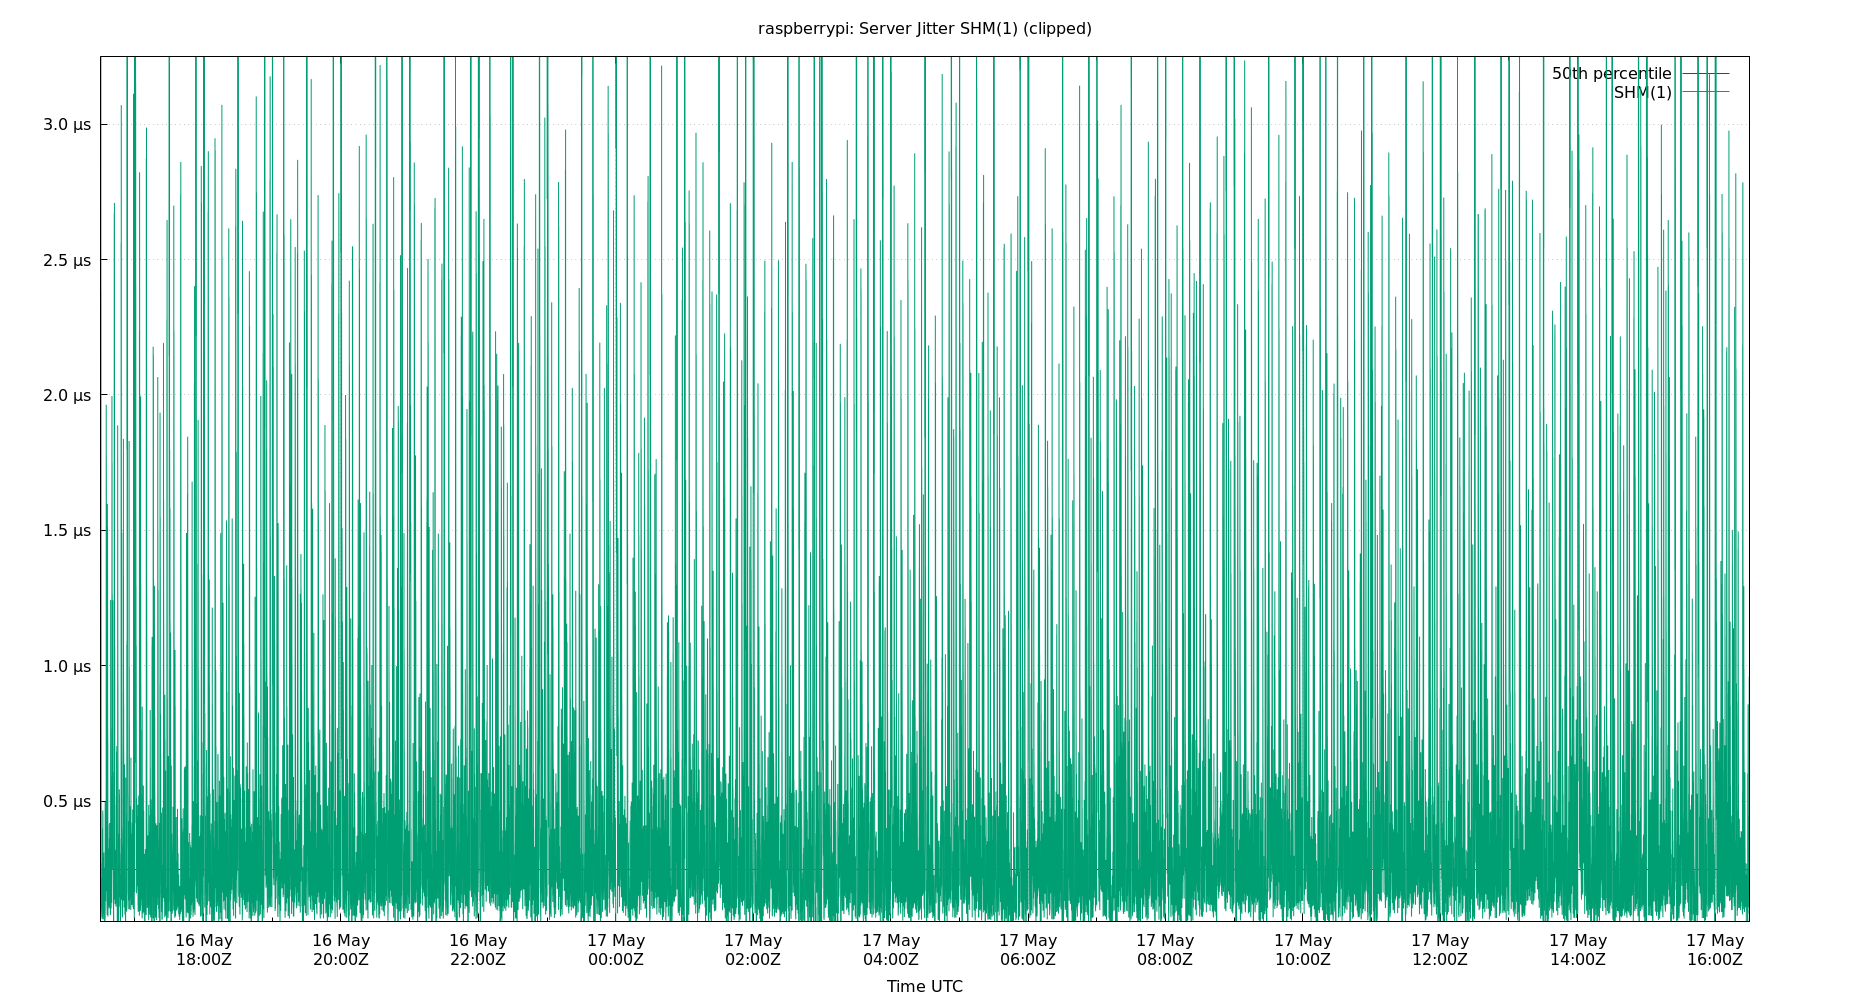 raspberrypi: Server Jitter SHM(1) (clipped)
50th percentile
SHM(1)
3.0 µs
2.5 µs
2.0 µs
1.5 µs
1.0 µs
0.5 µs
16 May 16 May 16 May 17 May 17 May 17 May 17 May 17 May 17 May 17 May 17 May 17 May
18:00Z 20:00Z 22:00Z 00:00Z 02:00Z 04:00Z 06:00Z 08:00Z 10:00Z 12:00Z 14:00Z 16:00Z
Time UTC